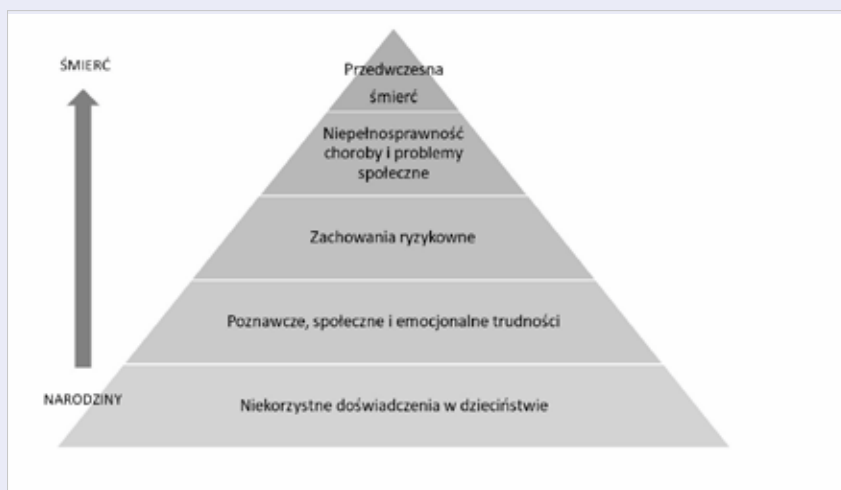 ŚMIERĆ
Przedwczesna
śmierć
Niepełnosprawność
choroby i problemy
społeczne
Zachowania ryzykowne
Poznawcze, społeczne i emocjonalne trudności
NARODZINY
Niekorzystne doświadczenia w dzieciństwie